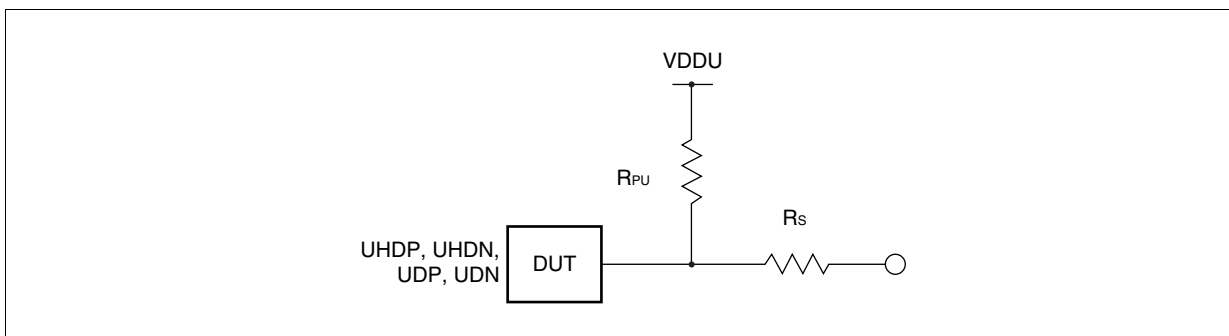 VDDU
RPU
RS
UHDP, UHDN,
UDP, UDN
DUT